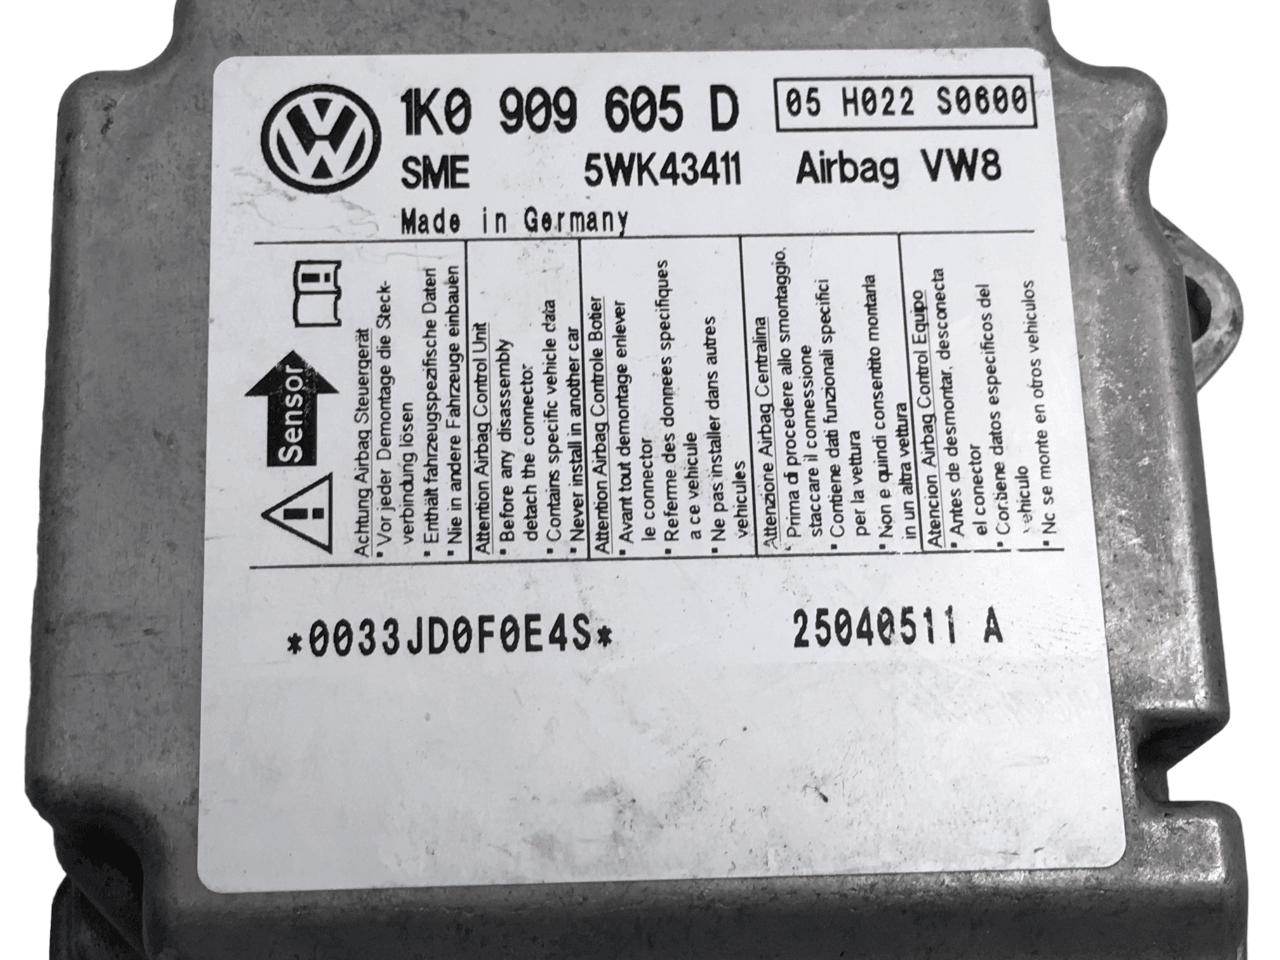 1K0 909 605 D
05 H022 S0600
SME 5WK43411 Airbag VW8
Made in Germany
Sensor
Achtung Airbag Steuergerät
• Vor jeder Demontage die Steck-
verbindung lösen
• Enthält fahrzeugspezifische Daten
• Nie in andere Fahrzeuge einbauen
Attention Airbag Control Unit
• Before any disassembly
detach the connector
• Contains specific vehicle data
• Never install in another car
Attention Airbag Controle Botier
• Avant tout demontage enlever
le connector
• Referme des donnees specifiques
a ce vehicule
• Ne pas installer dans autres
vehicules
Attenzione Airbag Centralina
• Prima di procedere allo smontaggio,
staccare il connessione
• Contiene dati funzionali specifici
per la vettura
• Non e quindi consentito montarla
in un altra vettura
Atencion Airbag Control Equipo
• Antes de desmontar, desconecta
el conector
• Contiene datos especificos del
vehiculo
• No se monte en otros vehiculos
*0033JD0F0E4S*
25040511 A